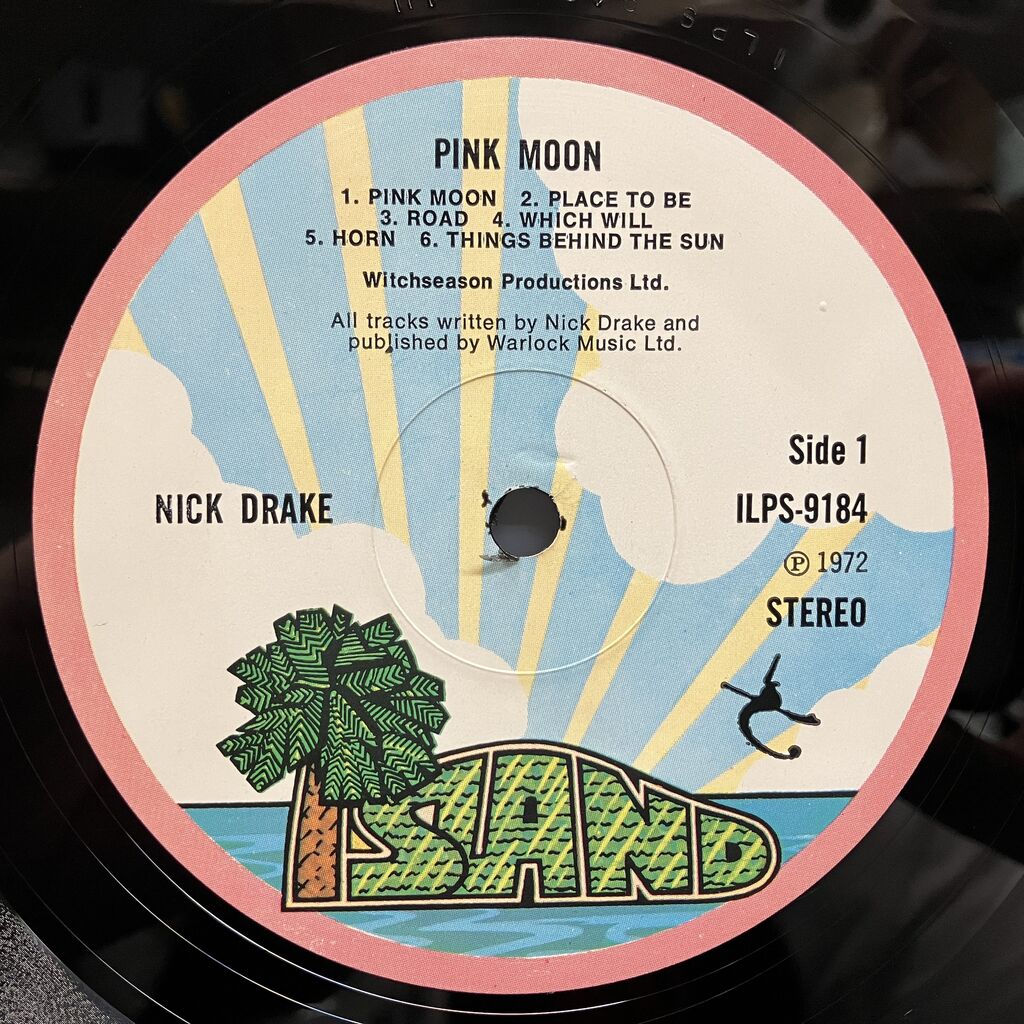 PINK MOON
1. PINK MOON 2. PLACE TO BE
3. ROAD 4. WHICH WILL
5. HORN 6. THINGS BEHIND THE SUN
Witchseason Productions Ltd.
All tracks written by Nick Drake and
published by Warlock Music Ltd.
Side 1
NICK DRAKE
ILPS-9184
℗ 1972
STEREO
ISLAND